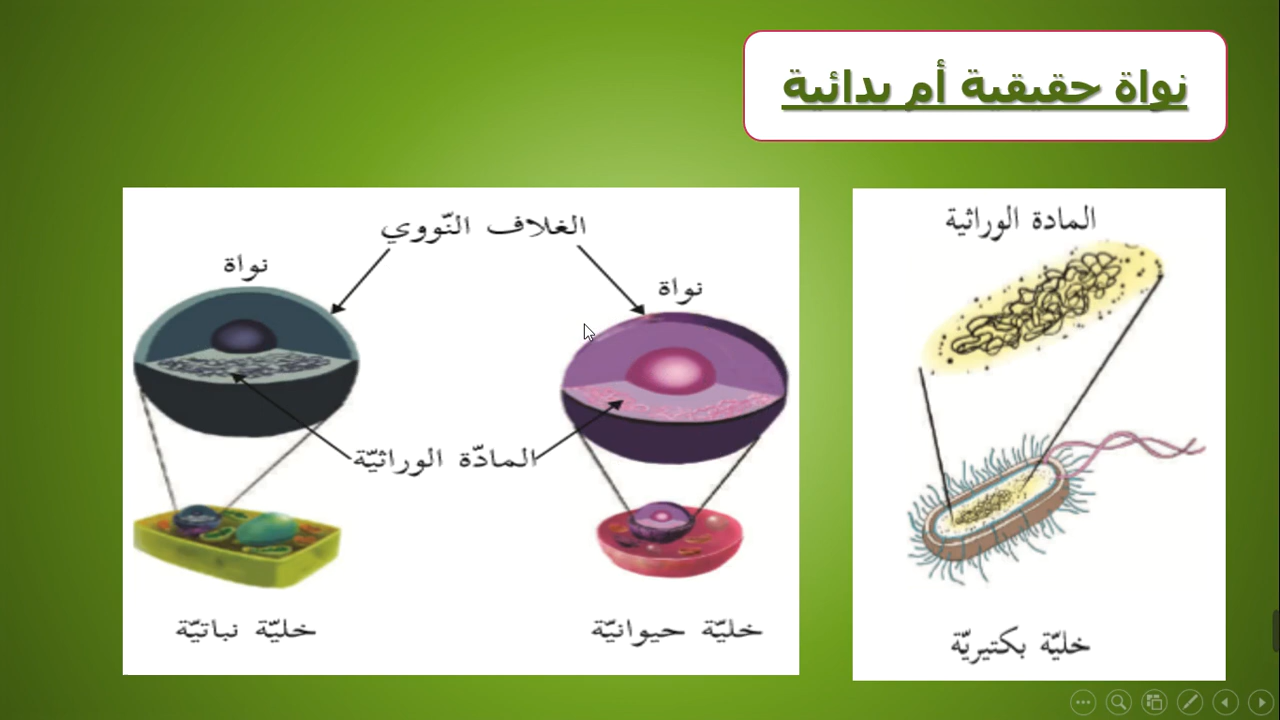 نواة حقيقية أم بدائية
المادة الوراثية
خليّة بكتيريّة
الغلاف النّووي
نواة
نواة
المادّة الوراثيّة
خليّة حيوانيّة
خليّة نباتيّة